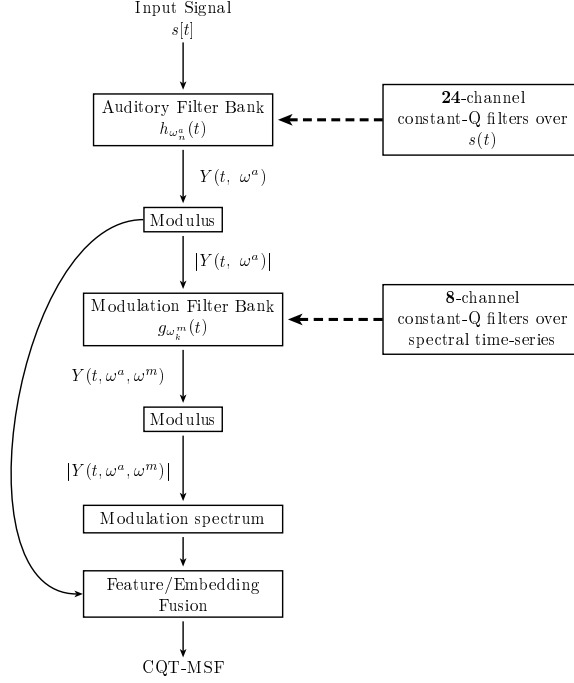 Input Signal
s[t]
Auditory Filter Bank
h_{ω_n^a}(t)
24-channel
constant-Q filters over
s(t)
Y(t, ω^a)
Modulus
|Y(t, ω^a)|
Modulation Filter Bank
g_{ω_k^m}(t)
8-channel
constant-Q filters over
spectral time-series
Y(t, ω^a, ω^m)
Modulus
|Y(t, ω^a, ω^m)|
Modulation spectrum
Feature/Embedding
Fusion
CQT-MSF